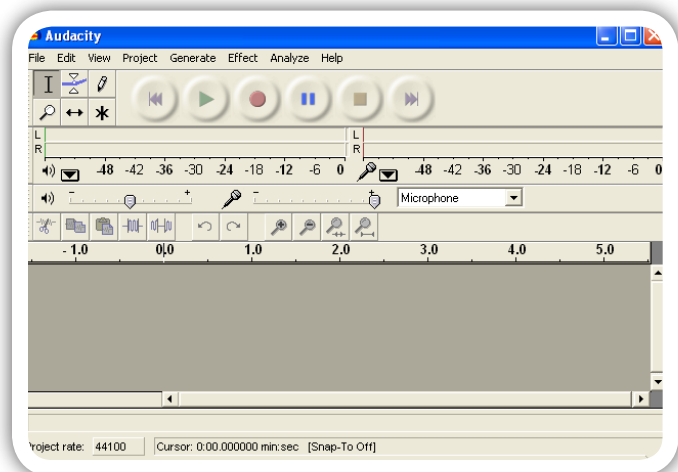 Audacity
File Edit View Project Generate Effect Analyze Help
L L
R R
-48 -42 -36 -30 -24 -18 -12 -6 0 -48 -42 -36 -30 -24 -18 -12 -6 0
- + - + Microphone
- 1.0 0.0 1.0 2.0 3.0 4.0 5.0
Project rate: 44100 Cursor: 0:00.000000 min:sec [Snap-To Off]